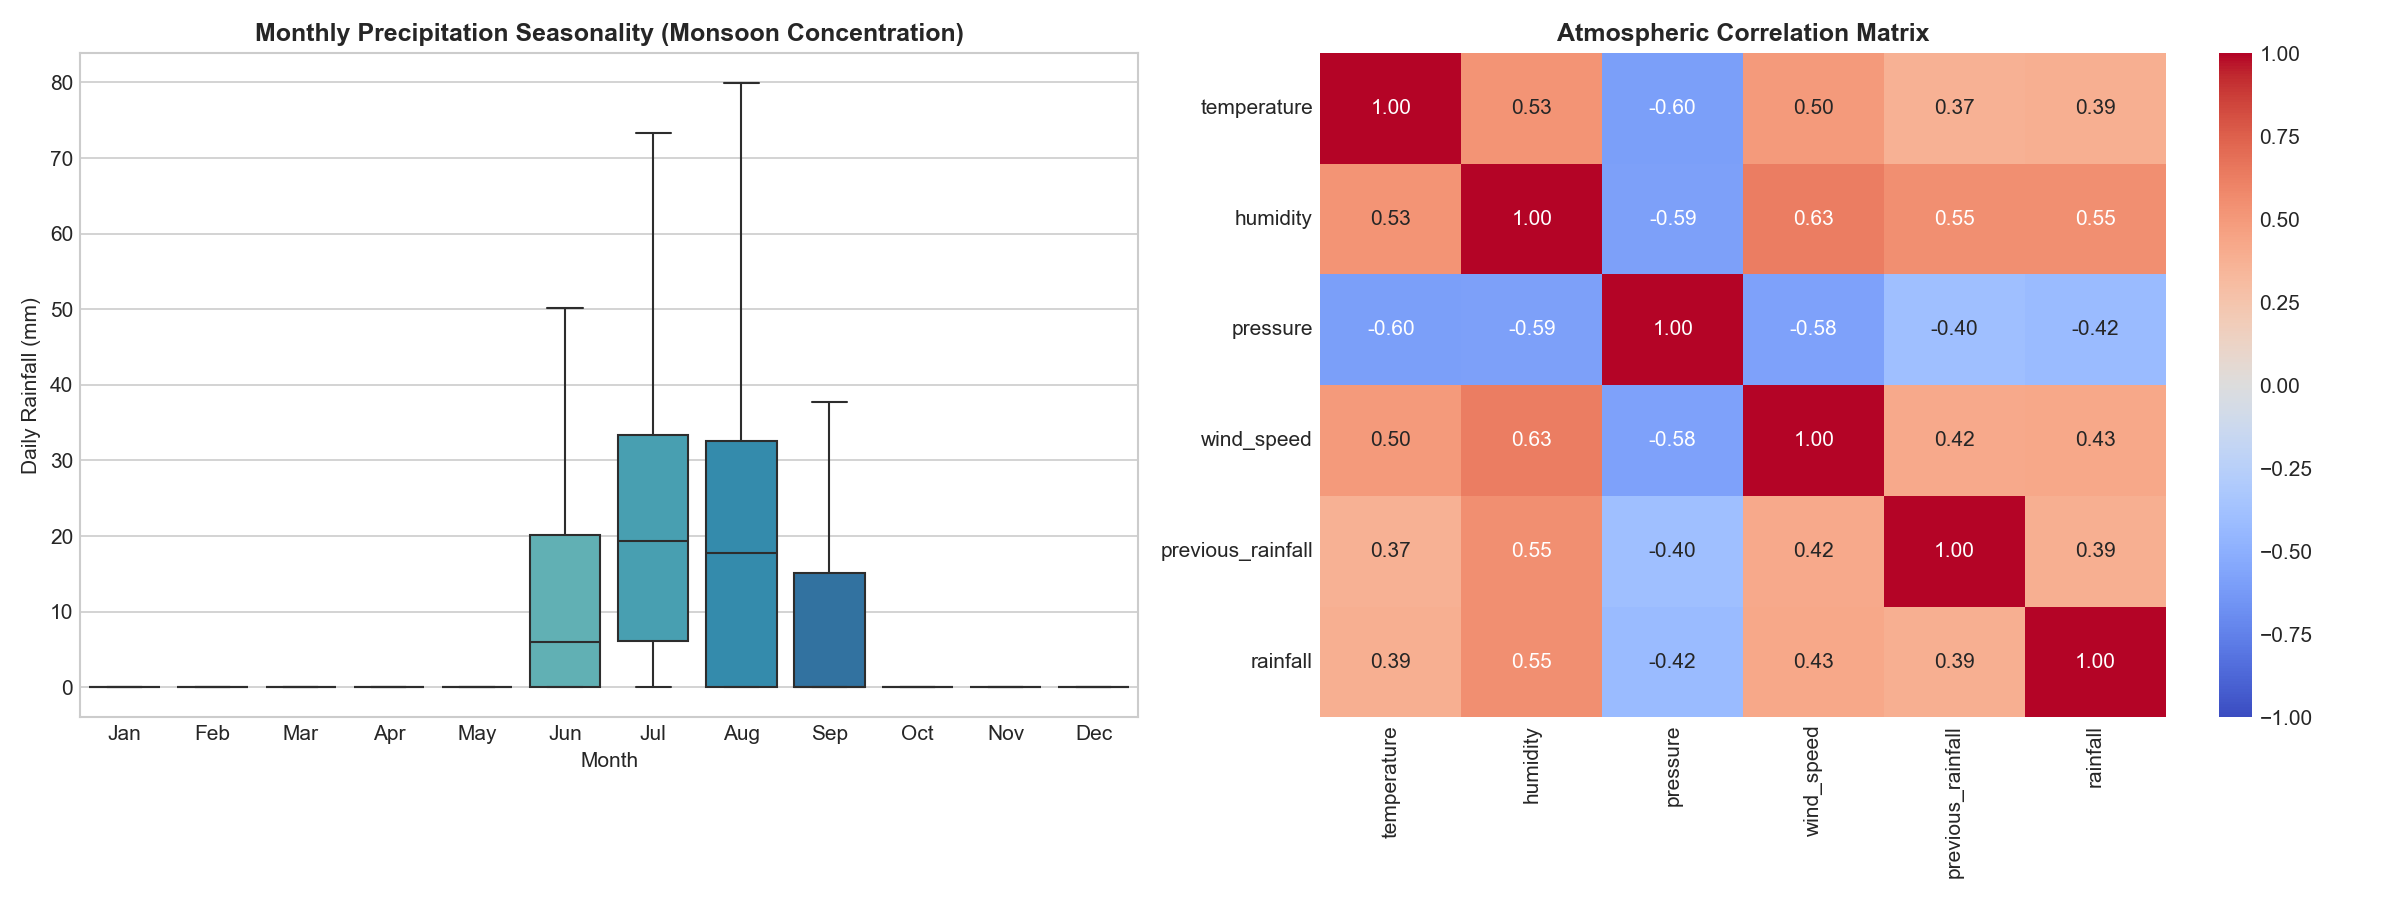 Monthly Precipitation Seasonality (Monsoon Concentration)
80
70
60
50
40
30
20
10
0
Daily Rainfall (mm)
Jan Feb Mar Apr May Jun Jul Aug Sep Oct Nov Dec
Month
Atmospheric Correlation Matrix
temperature 1.00 0.53 -0.60 0.50 0.37 0.39
humidity 0.53 1.00 -0.59 0.63 0.55 0.55
pressure -0.60 -0.59 1.00 -0.58 -0.40 -0.42
wind_speed 0.50 0.63 -0.58 1.00 0.42 0.43
previous_rainfall 0.37 0.55 -0.40 0.42 1.00 0.39
rainfall 0.39 0.55 -0.42 0.43 0.39 1.00
temperature humidity pressure wind_speed previous_rainfall rainfall
1.00
0.75
0.50
0.25
0.00
−0.25
−0.50
−0.75
−1.00